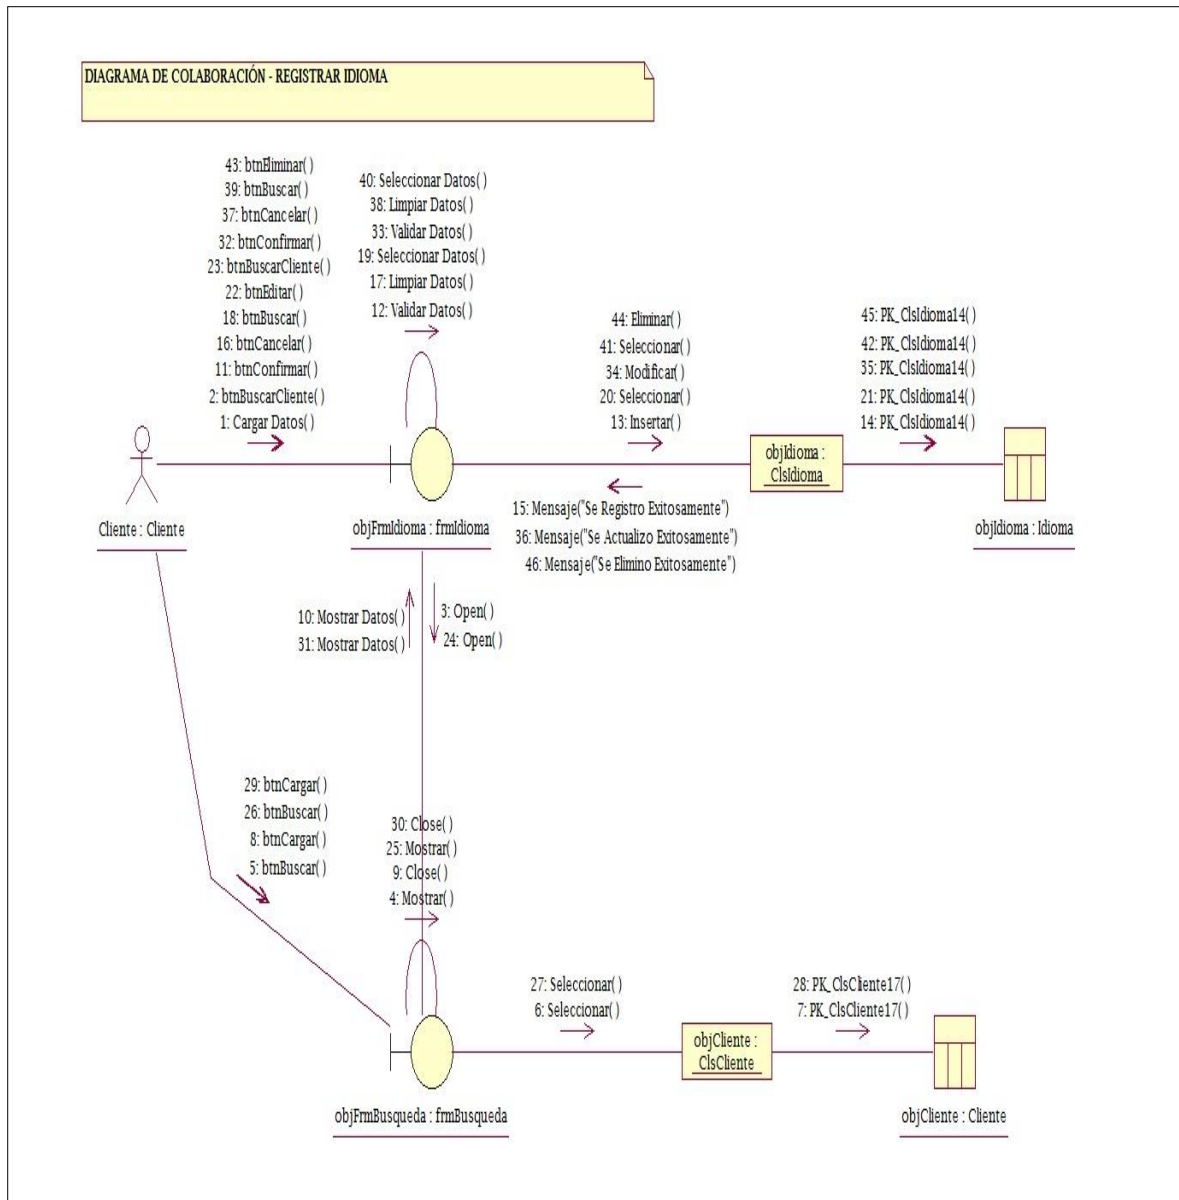 DIAGRAMA DE COLABORACIÓN - REGISTRAR IDIOMA
43: btnEliminar( )
39: btnBuscar( )
37: btnCancelar( )
32: btnConfirmar( )
23: btnBuscarCliente( )
22: btnEditar( )
18: btnBuscar( )
16: btnCancelar( )
11: btnConfirmar( )
2: btnBuscarCliente( )
1: Cargar Datos( )
40: Seleccionar Datos( )
38: Limpiar Datos( )
33: Validar Datos( )
19: Seleccionar Datos( )
17: Limpiar Datos( )
12: Validar Datos( )
44: Eliminar( )
41: Seleccionar( )
34: Modificar( )
20: Seleccionar( )
13: Insertar( )
45: PK_ClsIdioma14( )
42: PK_ClsIdioma14( )
35: PK_ClsIdioma14( )
21: PK_ClsIdioma14( )
14: PK_ClsIdioma14( )
objIdioma :
ClsIdioma
Cliente : Cliente
objFrmIdioma : frmIdioma
15: Mensaje("Se Registro Exitosamente")
36: Mensaje("Se Actualizo Exitosamente")
46: Mensaje("Se Elimino Exitosamente")
objIdioma : Idioma
10: Mostrar Datos( )
31: Mostrar Datos( )
3: Open( )
24: Open( )
29: btnCargar( )
26: btnBuscar( )
8: btnCargar( )
5: btnBuscar( )
30: Close( )
25: Mostrar( )
9: Close( )
4: Mostrar( )
27: Seleccionar( )
6: Seleccionar( )
28: PK_ClsCliente17( )
7: PK_ClsCliente17( )
objCliente :
ClsCliente
objFrmBusqueda : frmBusqueda
objCliente : Cliente